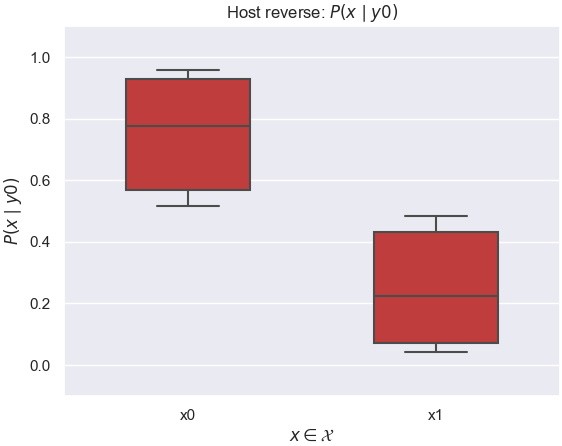 Host reverse: P(x | y0)
P(x | y0)
1.0
0.8
0.6
0.4
0.2
0.0
x0 x1
x ∈ 𝒳